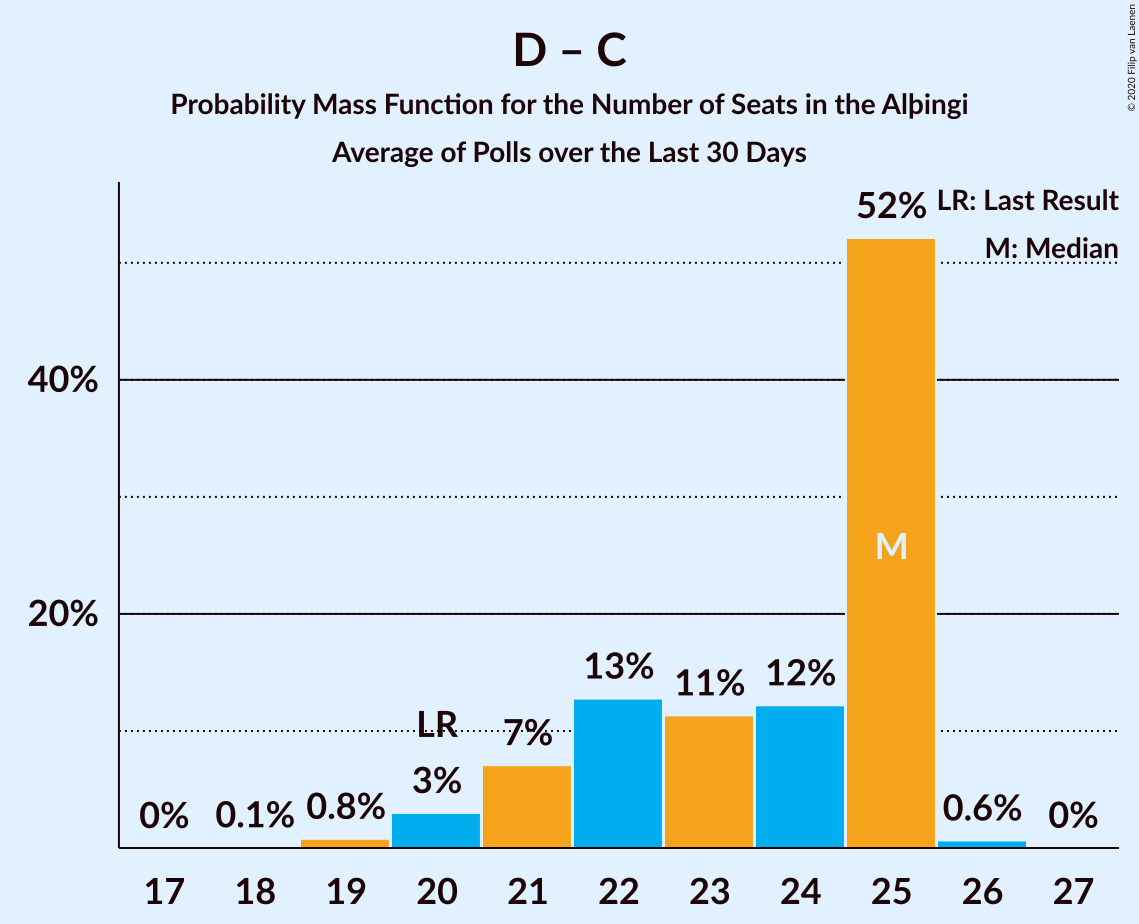 D – C
Probability Mass Function for the Number of Seats in the Alþingi
Average of Polls over the Last 30 Days
© 2020 Filip van Laenen
LR: Last Result
M: Median
40%
20%
0%
0.1%
0.8%
LR
3%
7%
13%
11%
12%
52%
M
0.6%
0%
17 18 19 20 21 22 23 24 25 26 27